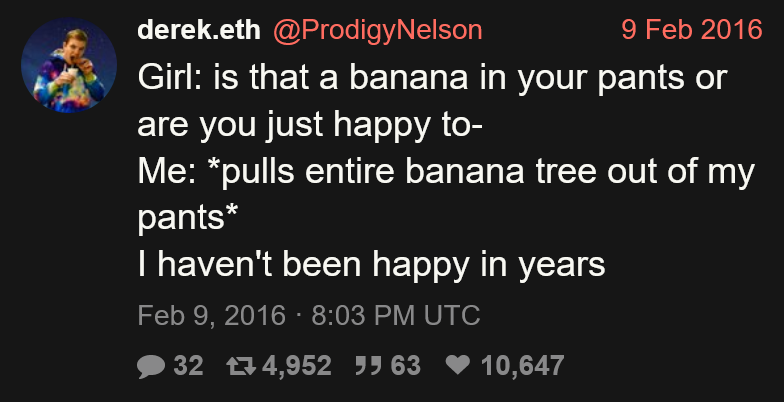 derek.eth @ProdigyNelson 9 Feb 2016
Girl: is that a banana in your pants or
are you just happy to-
Me: *pulls entire banana tree out of my
pants*
I haven't been happy in years
Feb 9, 2016 · 8:03 PM UTC
32 4,952 63 10,647